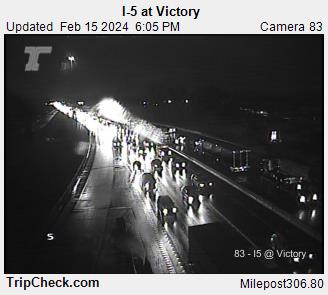 I-5 at Victory
Updated Feb 15 2024 6:05 PM Camera 83
T
S
83 - I5 @ Victory
TripCheck.com Milepost306.80